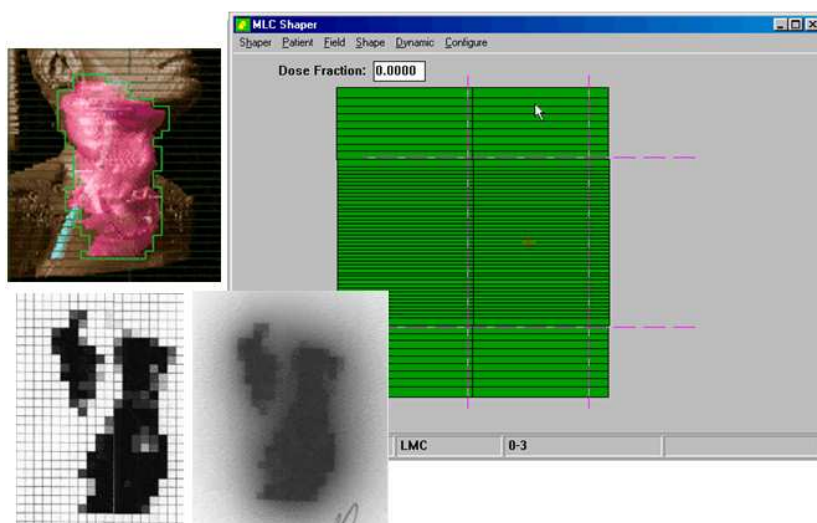 MLC Shaper
Shaper Patient Field Shape Dynamic Configure
Dose Fraction: 0.0000
LMC 0-3